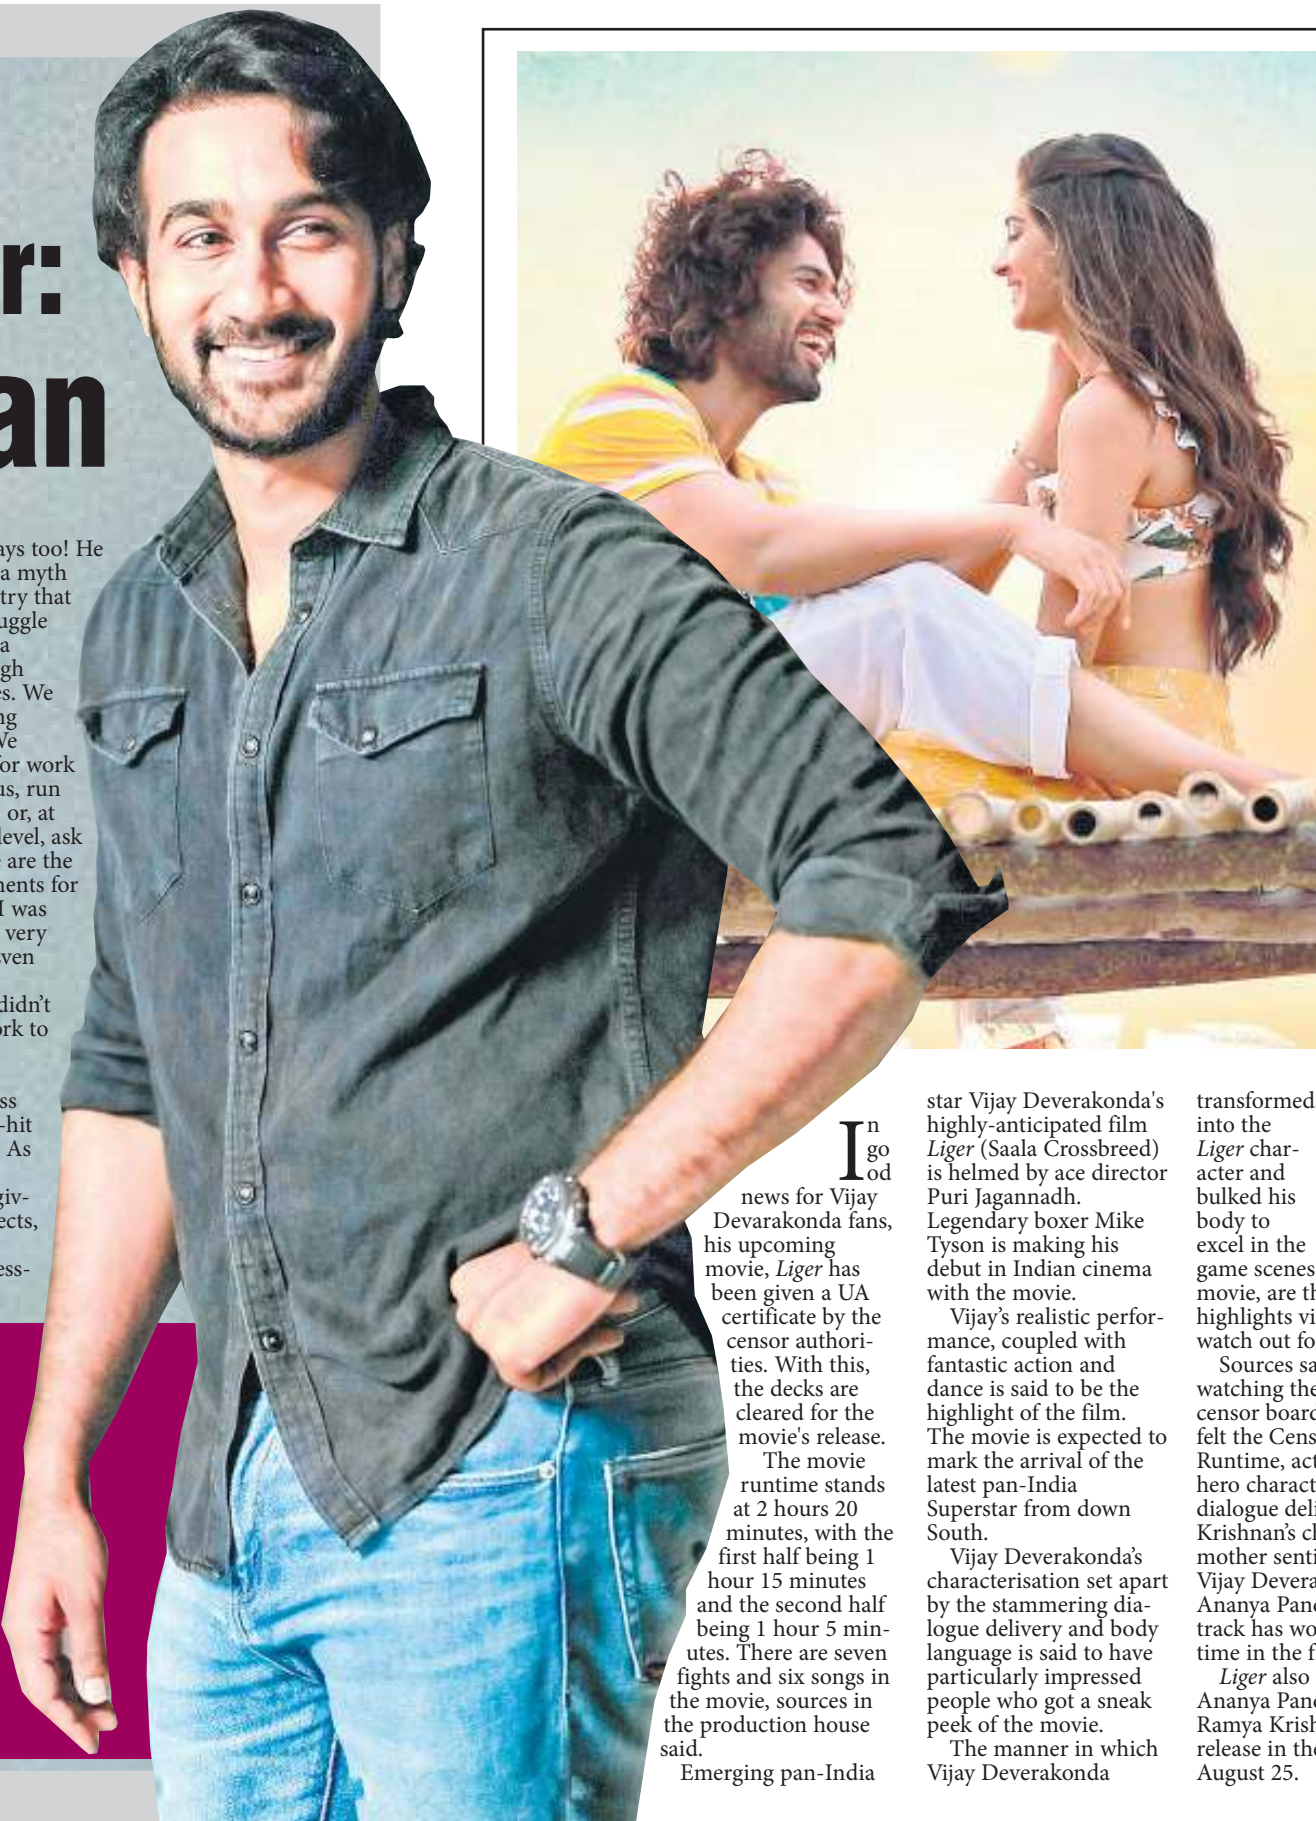 r:
an
ays too! He
a myth
try that
uggle
a
gh
es. We
ng
We
for work
us, run
or, at
level, ask
e are the
nents for
I was
very
Even
didn't
ork to
ss
-hit
As
giv-
ects,
ess-
In
go
od
news for Vijay
Devarakonda fans,
his upcoming
movie, Liger has
been given a UA
certificate by the
censor authori-
ties. With this,
the decks are
cleared for the
movie's release.
The movie
runtime stands
at 2 hours 20
minutes, with the
first half being 1
hour 15 minutes
and the second half
being 1 hour 5 min-
utes. There are seven
fights and six songs in
the movie, sources in
the production house
said.
Emerging pan-India
star Vijay Deverakonda's
highly-anticipated film
Liger (Saala Crossbreed)
is helmed by ace director
Puri Jagannadh.
Legendary boxer Mike
Tyson is making his
debut in Indian cinema
with the movie.
Vijay's realistic perfor-
mance, coupled with
fantastic action and
dance is said to be the
highlight of the film.
The movie is expected to
mark the arrival of the
latest pan-India
Superstar from down
South.
Vijay Deverakonda's
characterisation set apart
by the stammering dia-
logue delivery and body
language is said to have
particularly impressed
people who got a sneak
peek of the movie.
The manner in which
Vijay Deverakonda
transformed
into the
Liger char-
acter and
bulked his
body to
excel in the
game scenes
movie, are th
highlights vi
watch out fo
Sources sa
watching the
censor board
felt the Cens
Runtime, act
hero charact
dialogue deli
Krishnan's ch
mother senti
Vijay Devera
Ananya Pand
track has wo
time in the f
Liger also
Ananya Pand
Ramya Krish
release in the
August 25.